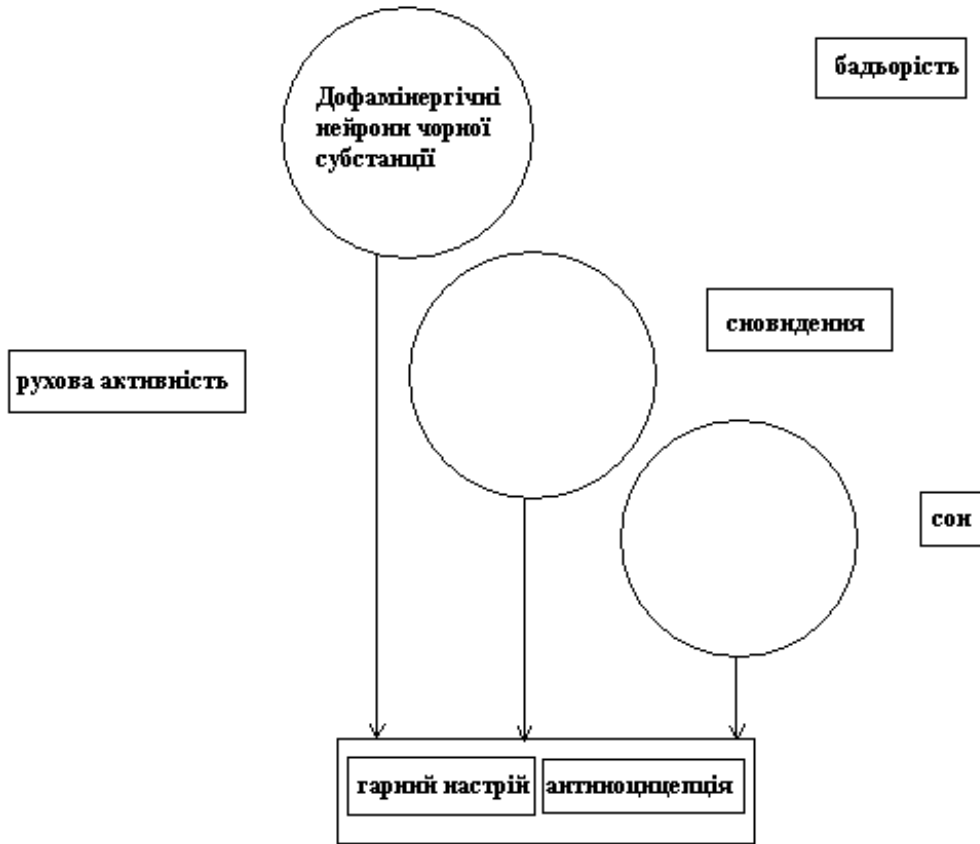 Дофамінергічні
нейрони чорної
субстанції
бадьорість
сновидення
рухова активність
сон
гарний настрій
антиноцицепція